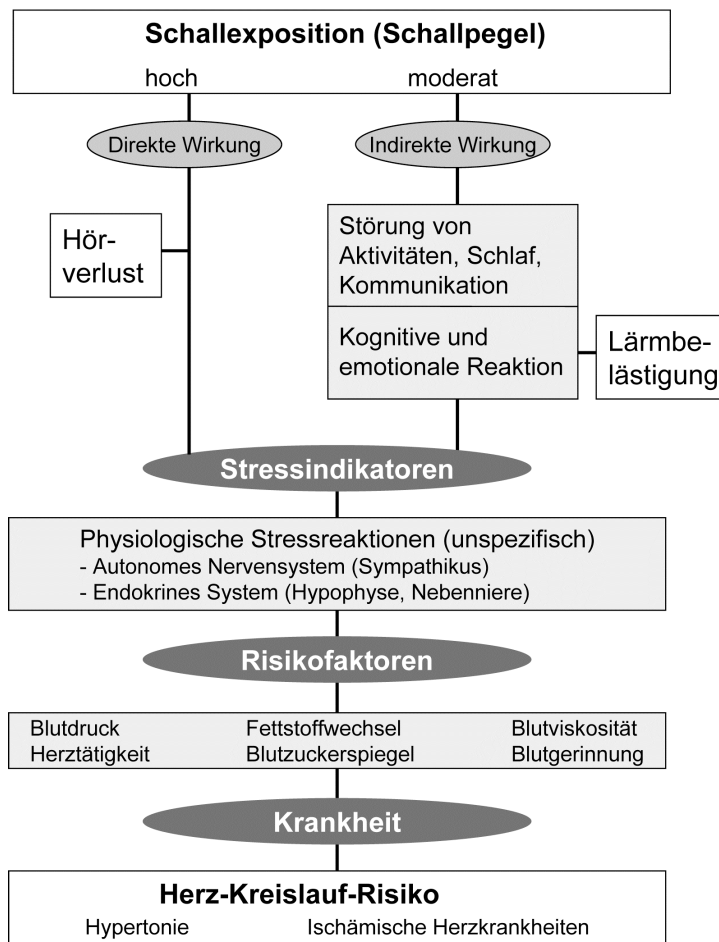 Schallexposition (Schallpegel)
hoch
moderat
Direkte Wirkung
Indirekte Wirkung
Hör-
verlust
Störung von
Aktivitäten, Schlaf,
Kommunikation
Kognitive und
emotionale Reaktion
Lärmbe-
lästigung
Stressindikatoren
Physiologische Stressreaktionen (unspezifisch)
- Autonomes Nervensystem (Sympathikus)
- Endokrines System (Hypophyse, Nebenniere)
Risikofaktoren
Blutdruck Fettstoffwechsel Blutviskosität
Herztätigkeit Blutzuckerspiegel Blutgerinnung
Krankheit
Herz-Kreislauf-Risiko
Hypertonie Ischämische Herzkrankheiten